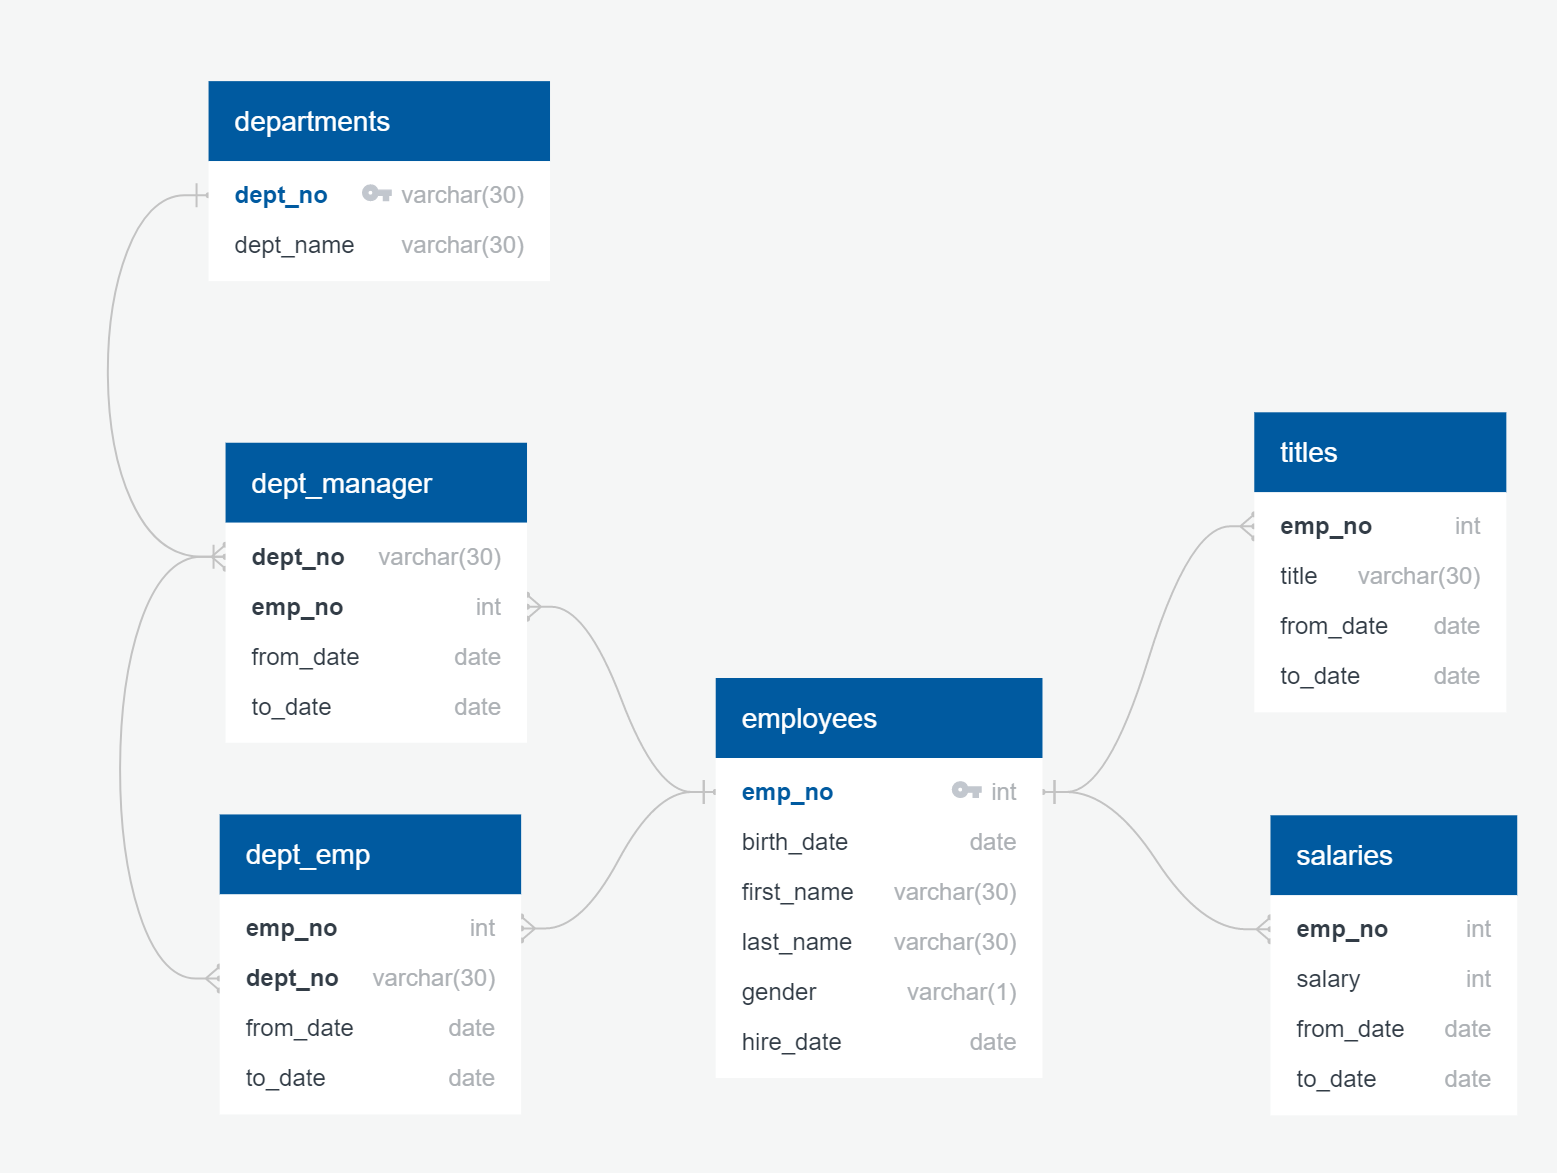 departments
dept_no varchar(30)
dept_name varchar(30)
dept_manager
dept_no varchar(30)
emp_no int
from_date date
to_date date
dept_emp
emp_no int
dept_no varchar(30)
from_date date
to_date date
employees
emp_no int
birth_date date
first_name varchar(30)
last_name varchar(30)
gender varchar(1)
hire_date date
titles
emp_no int
title varchar(30)
from_date date
to_date date
salaries
emp_no int
salary int
from_date date
to_date date